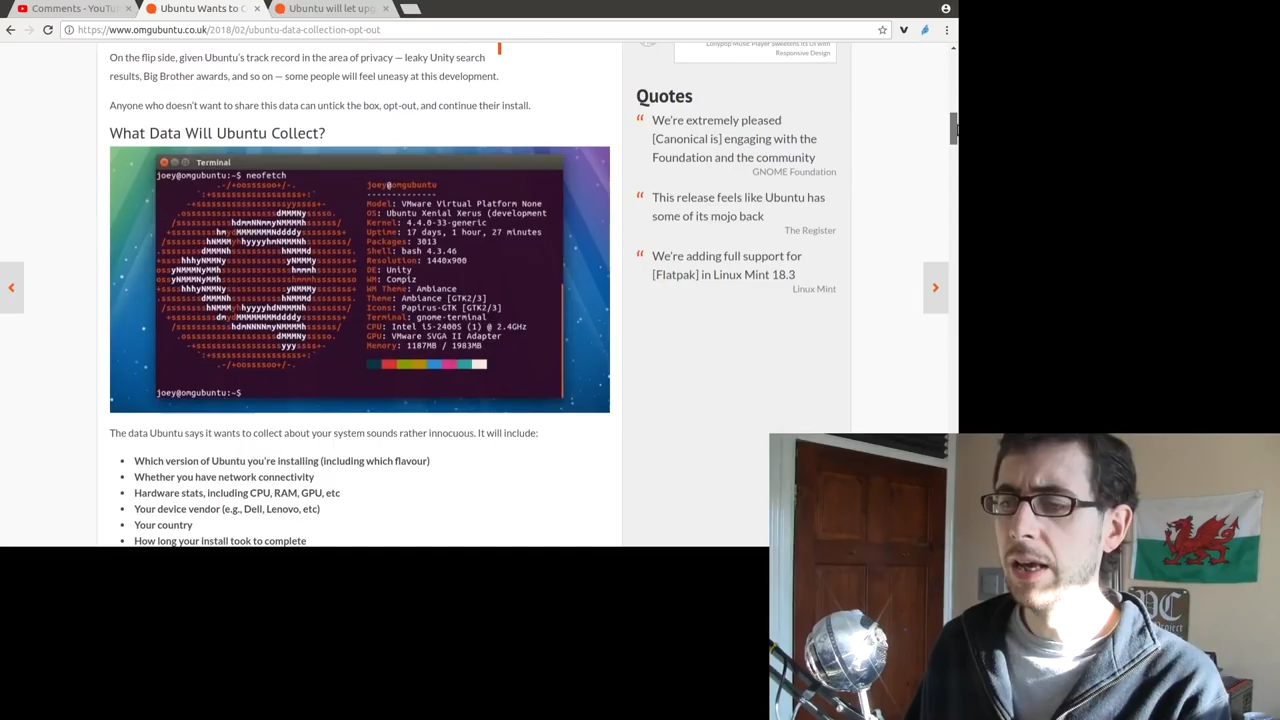 Comments - YouTu
Ubuntu Wants to C
Ubuntu will let upg
https://www.omgubuntu.co.uk/2018/02/ubuntu-data-collection-opt-out
On the flip side, given Ubuntu's track record in the area of privacy — leaky Unity search
results, Big Brother awards, and so on — some people will feel uneasy at this development.
Anyone who doesn't want to share this data can untick the box, opt-out, and continue their install.
What Data Will Ubuntu Collect?
Terminal
joey@omgubuntu:~$ neofetch
joey@omgubuntu
Model: VMware Virtual Platform None
OS: Ubuntu Xenial Xerus (development
Kernel: 4.4.0-33-generic
Uptime: 17 days, 1 hour, 27 minutes
Packages: 3013
Shell: bash 4.3.46
Resolution: 1440x900
DE: Unity
WM: Compiz
WM Theme: Ambiance
Theme: Ambiance [GTK2/3]
Icons: Papirus-GTK [GTK2/3]
Terminal: gnome-terminal
CPU: Intel i5-2400S (1) @ 2.4GHz
GPU: VMware SVGA II Adapter
Memory: 1187MB / 1983MB
joey@omgubuntu:~$
The data Ubuntu says it wants to collect about your system sounds rather innocuous. It will include:
• Which version of Ubuntu you're installing (including which flavour)
• Whether you have network connectivity
• Hardware stats, including CPU, RAM, GPU, etc
• Your device vendor (e.g., Dell, Lenovo, etc)
• Your country
• How long your install took to complete
Lollypop Music Player Sweetens its UI with
Responsive Design
Quotes
“ We're extremely pleased
[Canonical is] engaging with the
Foundation and the community
GNOME Foundation
“ This release feels like Ubuntu has
some of its mojo back
The Register
“ We're adding full support for
[Flatpak] in Linux Mint 18.3
Linux Mint